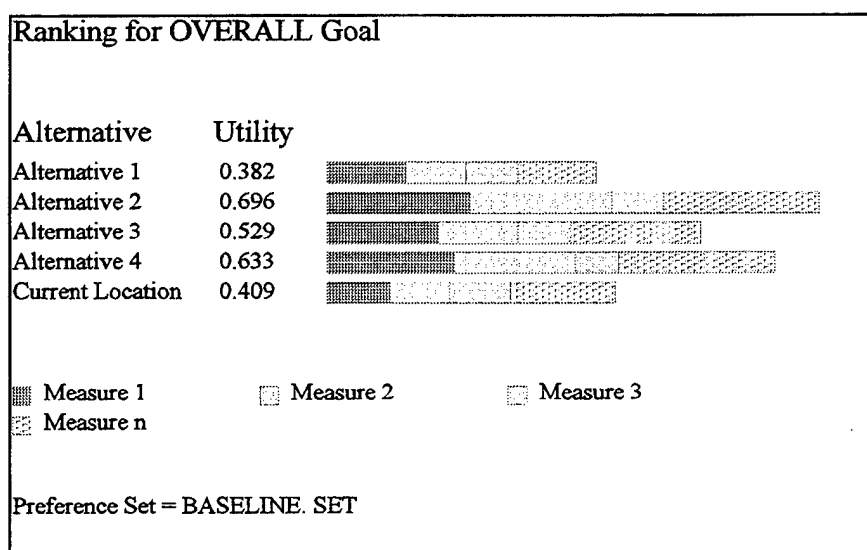 Ranking for OVERALL Goal
Alternative Utility
Alternative 1 0.382
Alternative 2 0.696
Alternative 3 0.529
Alternative 4 0.633
Current Location 0.409
Measure 1 Measure 2 Measure 3
Measure n
Preference Set = BASELINE. SET